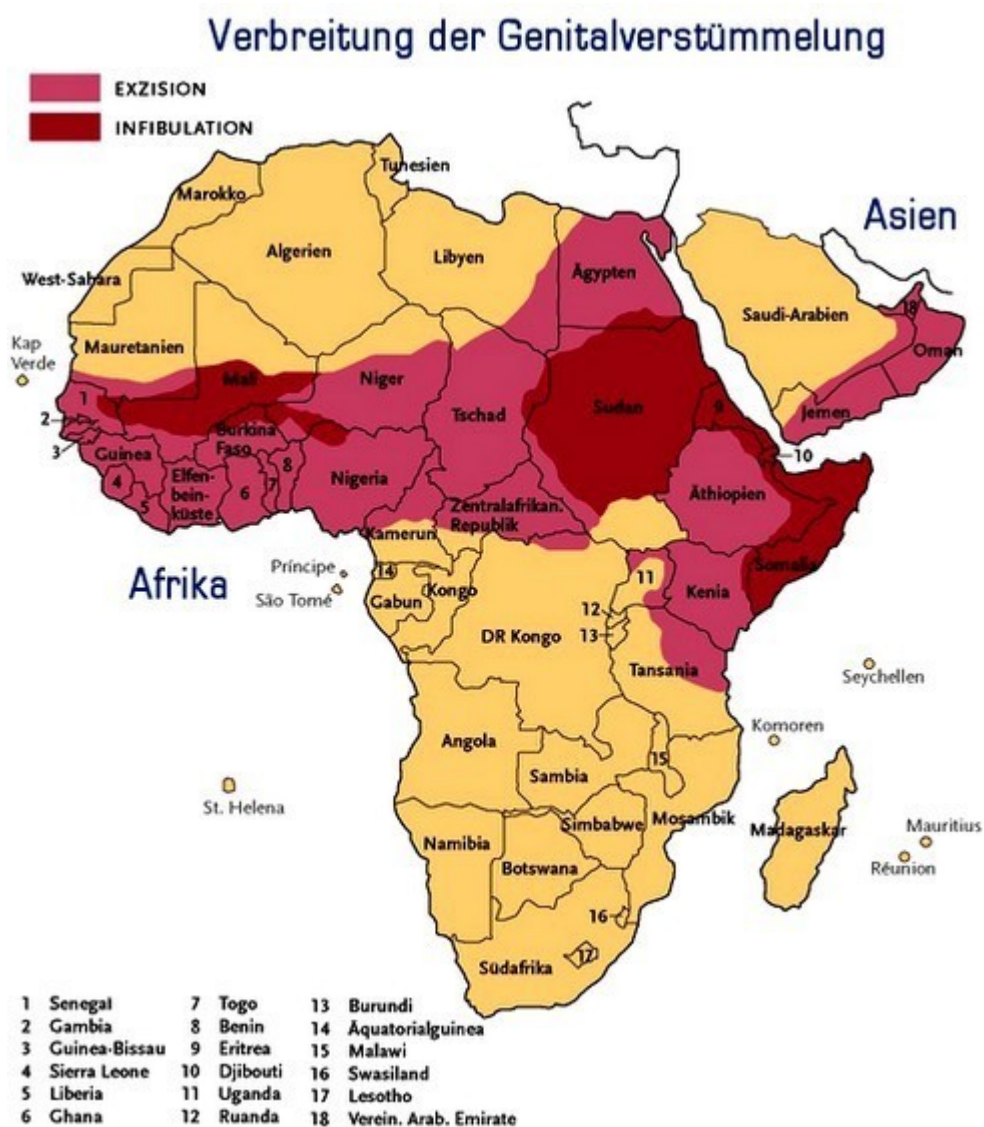 Verbreitung der Genitalverstümmelung
EXZISION
INFIBULATION
Asien
Tunesien
Marokko
Algerien
Libyen
Ägypten
West-Sahara
Saudi-Arabien
18
Kap
Verde
Mauretanien
Mali
Niger
Oman
1
Tschad
Sudan
9
Jemen
2
3
Guinea
Burkina
Faso
10
4
5
Elfen-
bein-
küste
6
7
8
Nigeria
Äthiopien
Zentralafrikan.
Republik
Kamerun
Somalia
Afrika
Príncipe
14
São Tomé
Gabun
Kongo
11
Kenia
12
DR Kongo
13
Tansania
Seychellen
Angola
Komoren
15
Sambia
St. Helena
Simbabwe
Mosambik
Madagaskar
Mauritius
Namibia
Botswana
Réunion
16
17
Südafrika
1 Senegal
2 Gambia
3 Guinea-Bissau
4 Sierra Leone
5 Liberia
6 Ghana
7 Togo
8 Benin
9 Eritrea
10 Djibouti
11 Uganda
12 Ruanda
13 Burundi
14 Äquatorialguinea
15 Malawi
16 Swasiland
17 Lesotho
18 Verein. Arab. Emirate